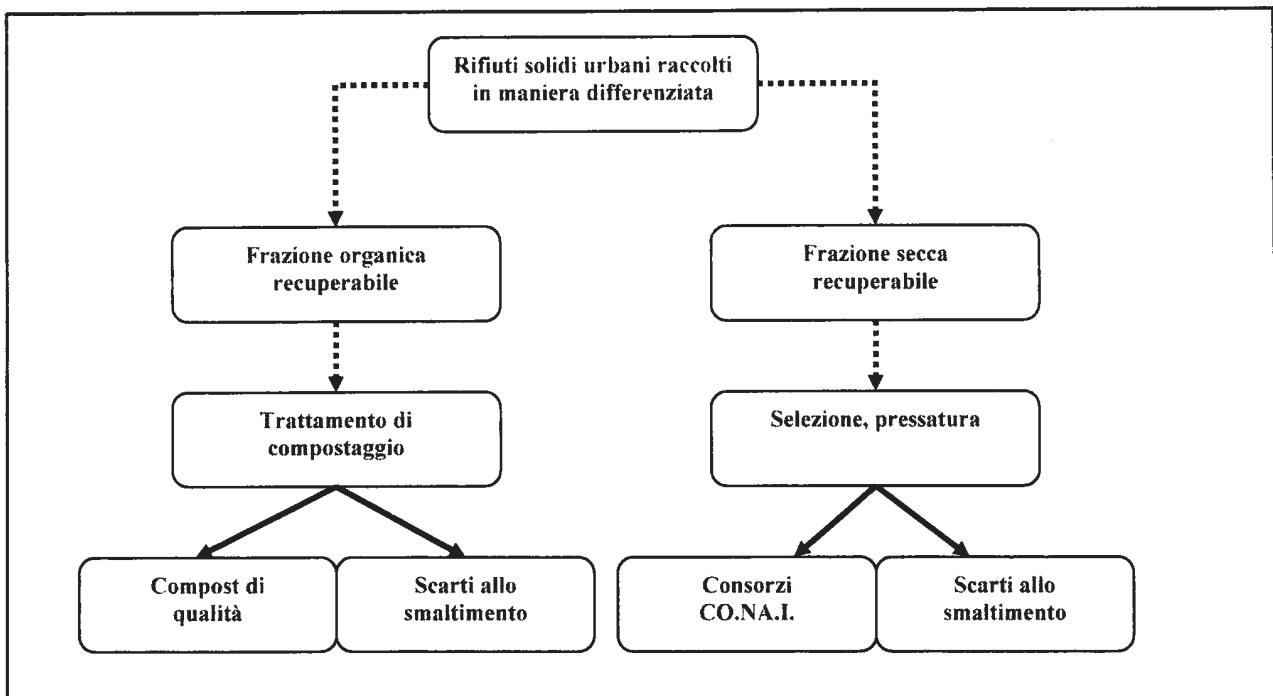 Rifiuti solidi urbani raccolti
in maniera differenziata
Frazione organica
recuperabile
Frazione secca
recuperabile
Trattamento di
compostaggio
Selezione, pressatura
Compost di
qualità
Scarti allo
smaltimento
Consorzi
CO.NA.I.
Scarti allo
smaltimento